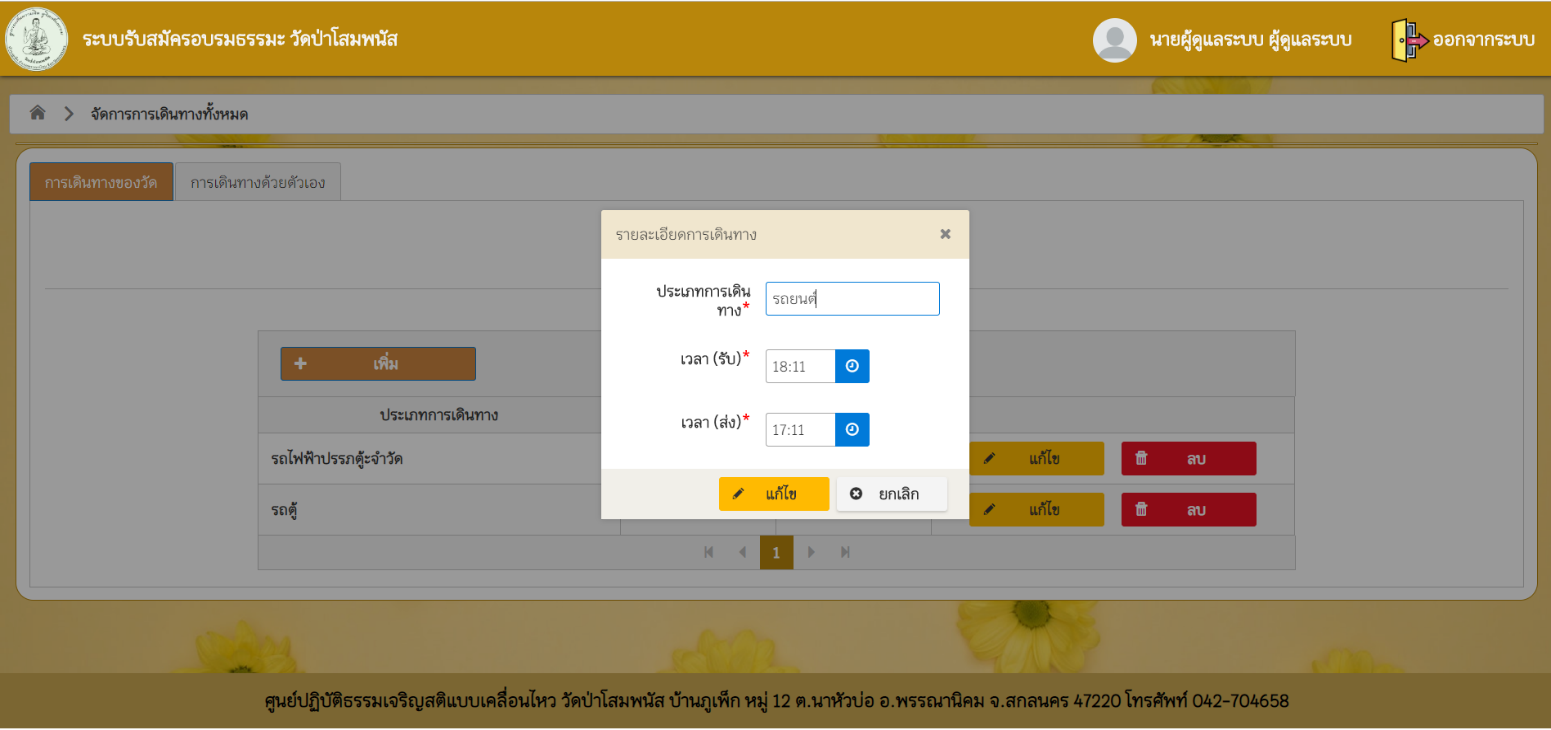 ระบบรับสมัครอบรมธรรมะ วัดป่าโสมพนัส
นายผู้ดูแลระบบ ผู้ดูแลระบบ
ออกจากระบบ
จัดการการเดินทางทั้งหมด
การเดินทางของวัด
การเดินทางด้วยตัวเอง
รายละเอียดการเดินทาง
ประเภทการเดิน
ทาง*
รถยนต์
เวลา (รับ)*
18:11
เวลา (ส่ง)*
17:11
แก้ไข
ยกเลิก
เพิ่ม
ประเภทการเดินทาง
รถไฟฟ้าปรรภตู้ะจำวัด
แก้ไข
ลบ
รถตู้
แก้ไข
ลบ
1
ศูนย์ปฏิบัติธรรมเจริญสติแบบเคลื่อนไหว วัดป่าโสมพนัส บ้านภูเพ็ก หมู่ 12 ต.นาหัวบ่อ อ.พรรณานิคม จ.สกลนคร 47220 โทรศัพท์ 042-704658